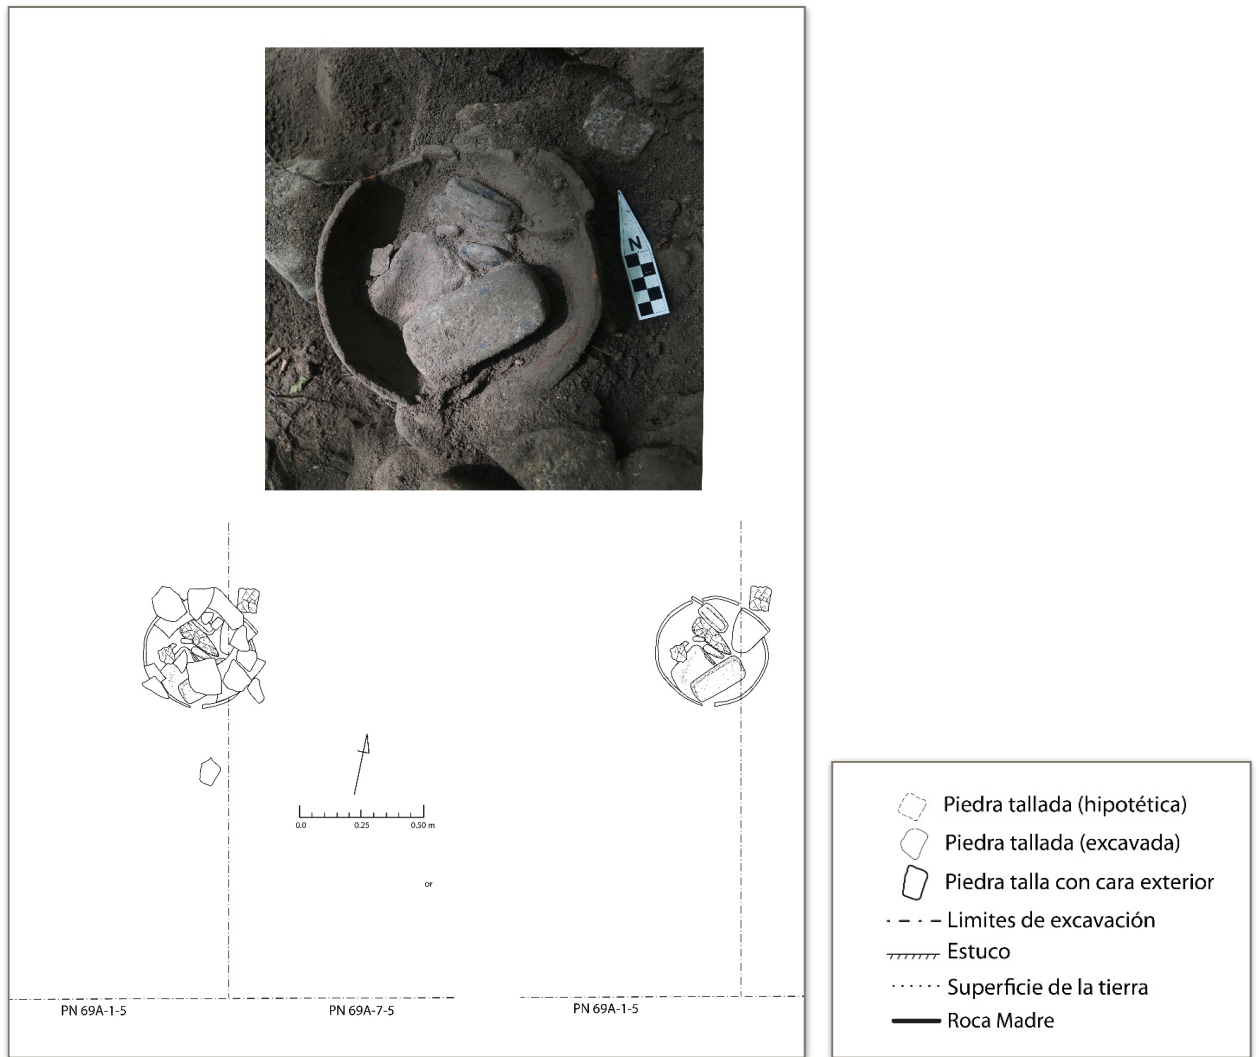 N
0.0 0.25 0.50 m
or
PN 69A-1-5 PN 69A-7-5 PN 69A-1-5
Piedra tallada (hipotética)
Piedra tallada (excavada)
Piedra talla con cara exterior
Limites de excavación
Estuco
Superficie de la tierra
Roca Madre